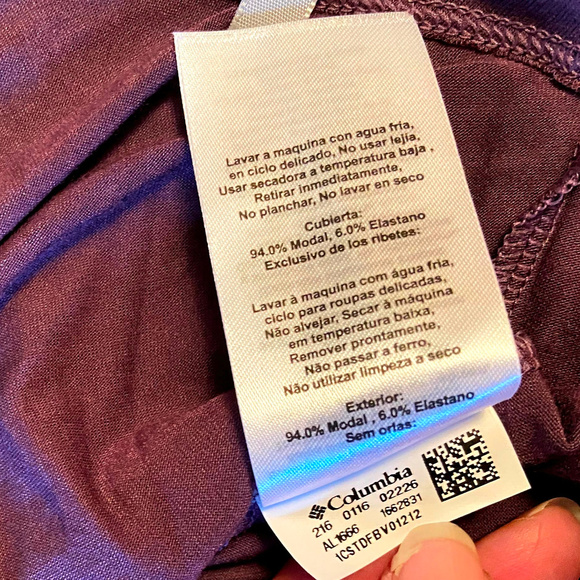 Lavar a maquina con agua fria,
en ciclo delicado, No usar lejía,
Usar secadora a temperatura baja ,
Retirar inmediatamente,
No planchar, No lavar en seco
Cubierta:
94.0% Modal, 6.0% Elastano
Exclusivo de los ribetes:
Lavar à maquina com água fria,
ciclo para roupas delicadas,
Não alvejar, Secar à máquina
em temperatura baixa,
Remover prontamente,
Não passar a ferro,
Não utilizar limpeza a seco
Exterior:
94.0% Modal , 6.0% Elastano
Sem orlas:
Columbia
216 0116 02226
AL1666 1662831
1CSTDFBV01212